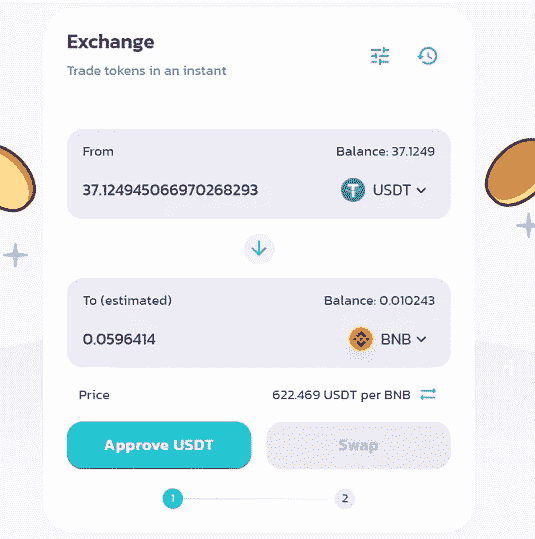 Exchange
Trade tokens in an instant
From Balance: 37.1249
37.124945066970268293 USDT
To (estimated) Balance: 0.010243
0.0596414 BNB
Price 622.469 USDT per BNB
Approve USDT Swap
1 2